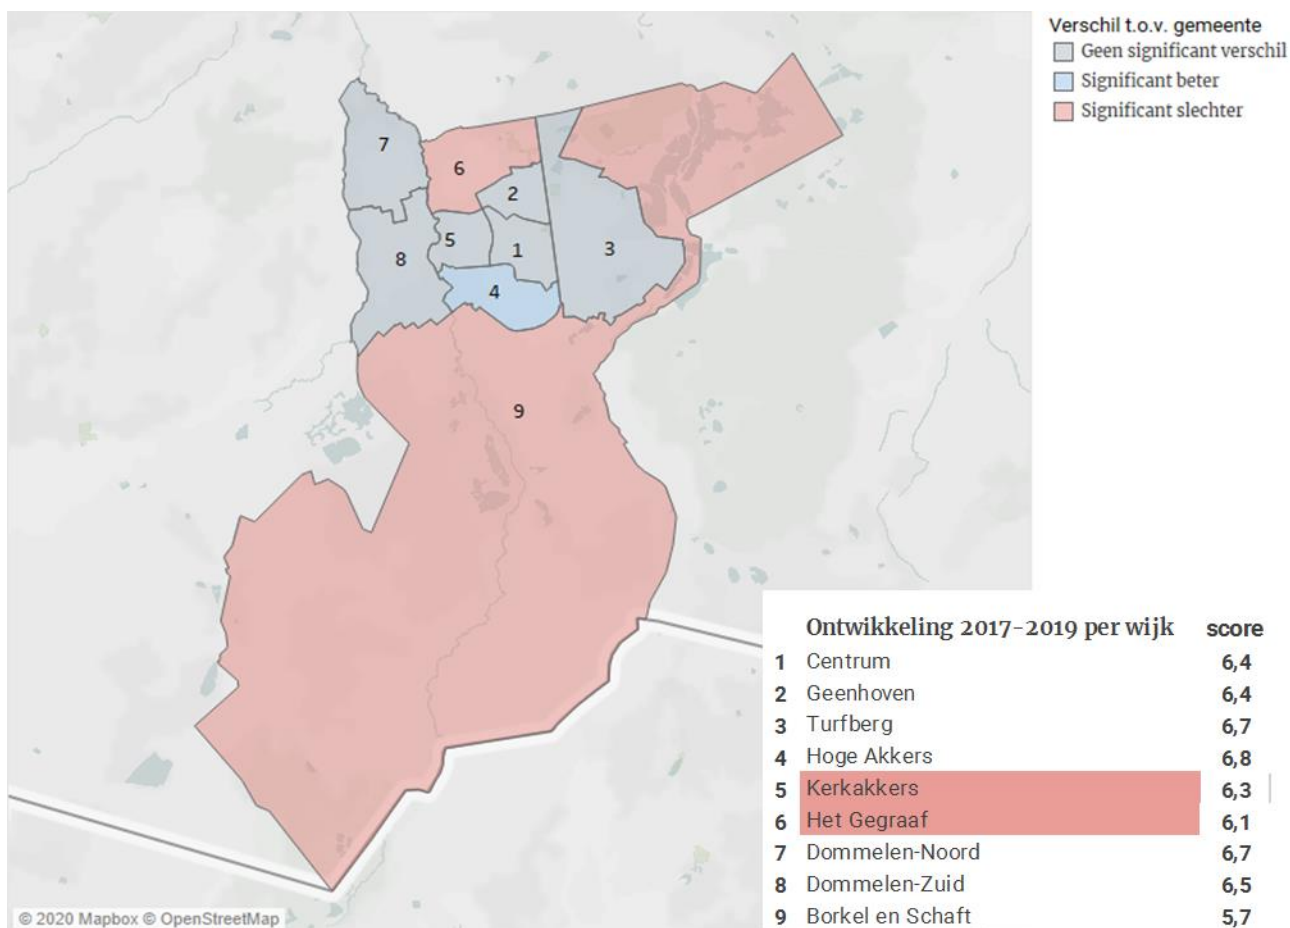 Verschil t.o.v. gemeente
Geen significant verschil
Significant beter
Significant slechter
7
6
2
5
1
3
8
4
9
Ontwikkeling 2017-2019 per wijk score
1 Centrum 6,4
2 Geenhoven 6,4
3 Turfberg 6,7
4 Hoge Akkers 6,8
5 Kerkakkers 6,3
6 Het Gegraaf 6,1
7 Dommelen-Noord 6,7
8 Dommelen-Zuid 6,5
9 Borkel en Schaft 5,7
© 2020 Mapbox © OpenStreetMap